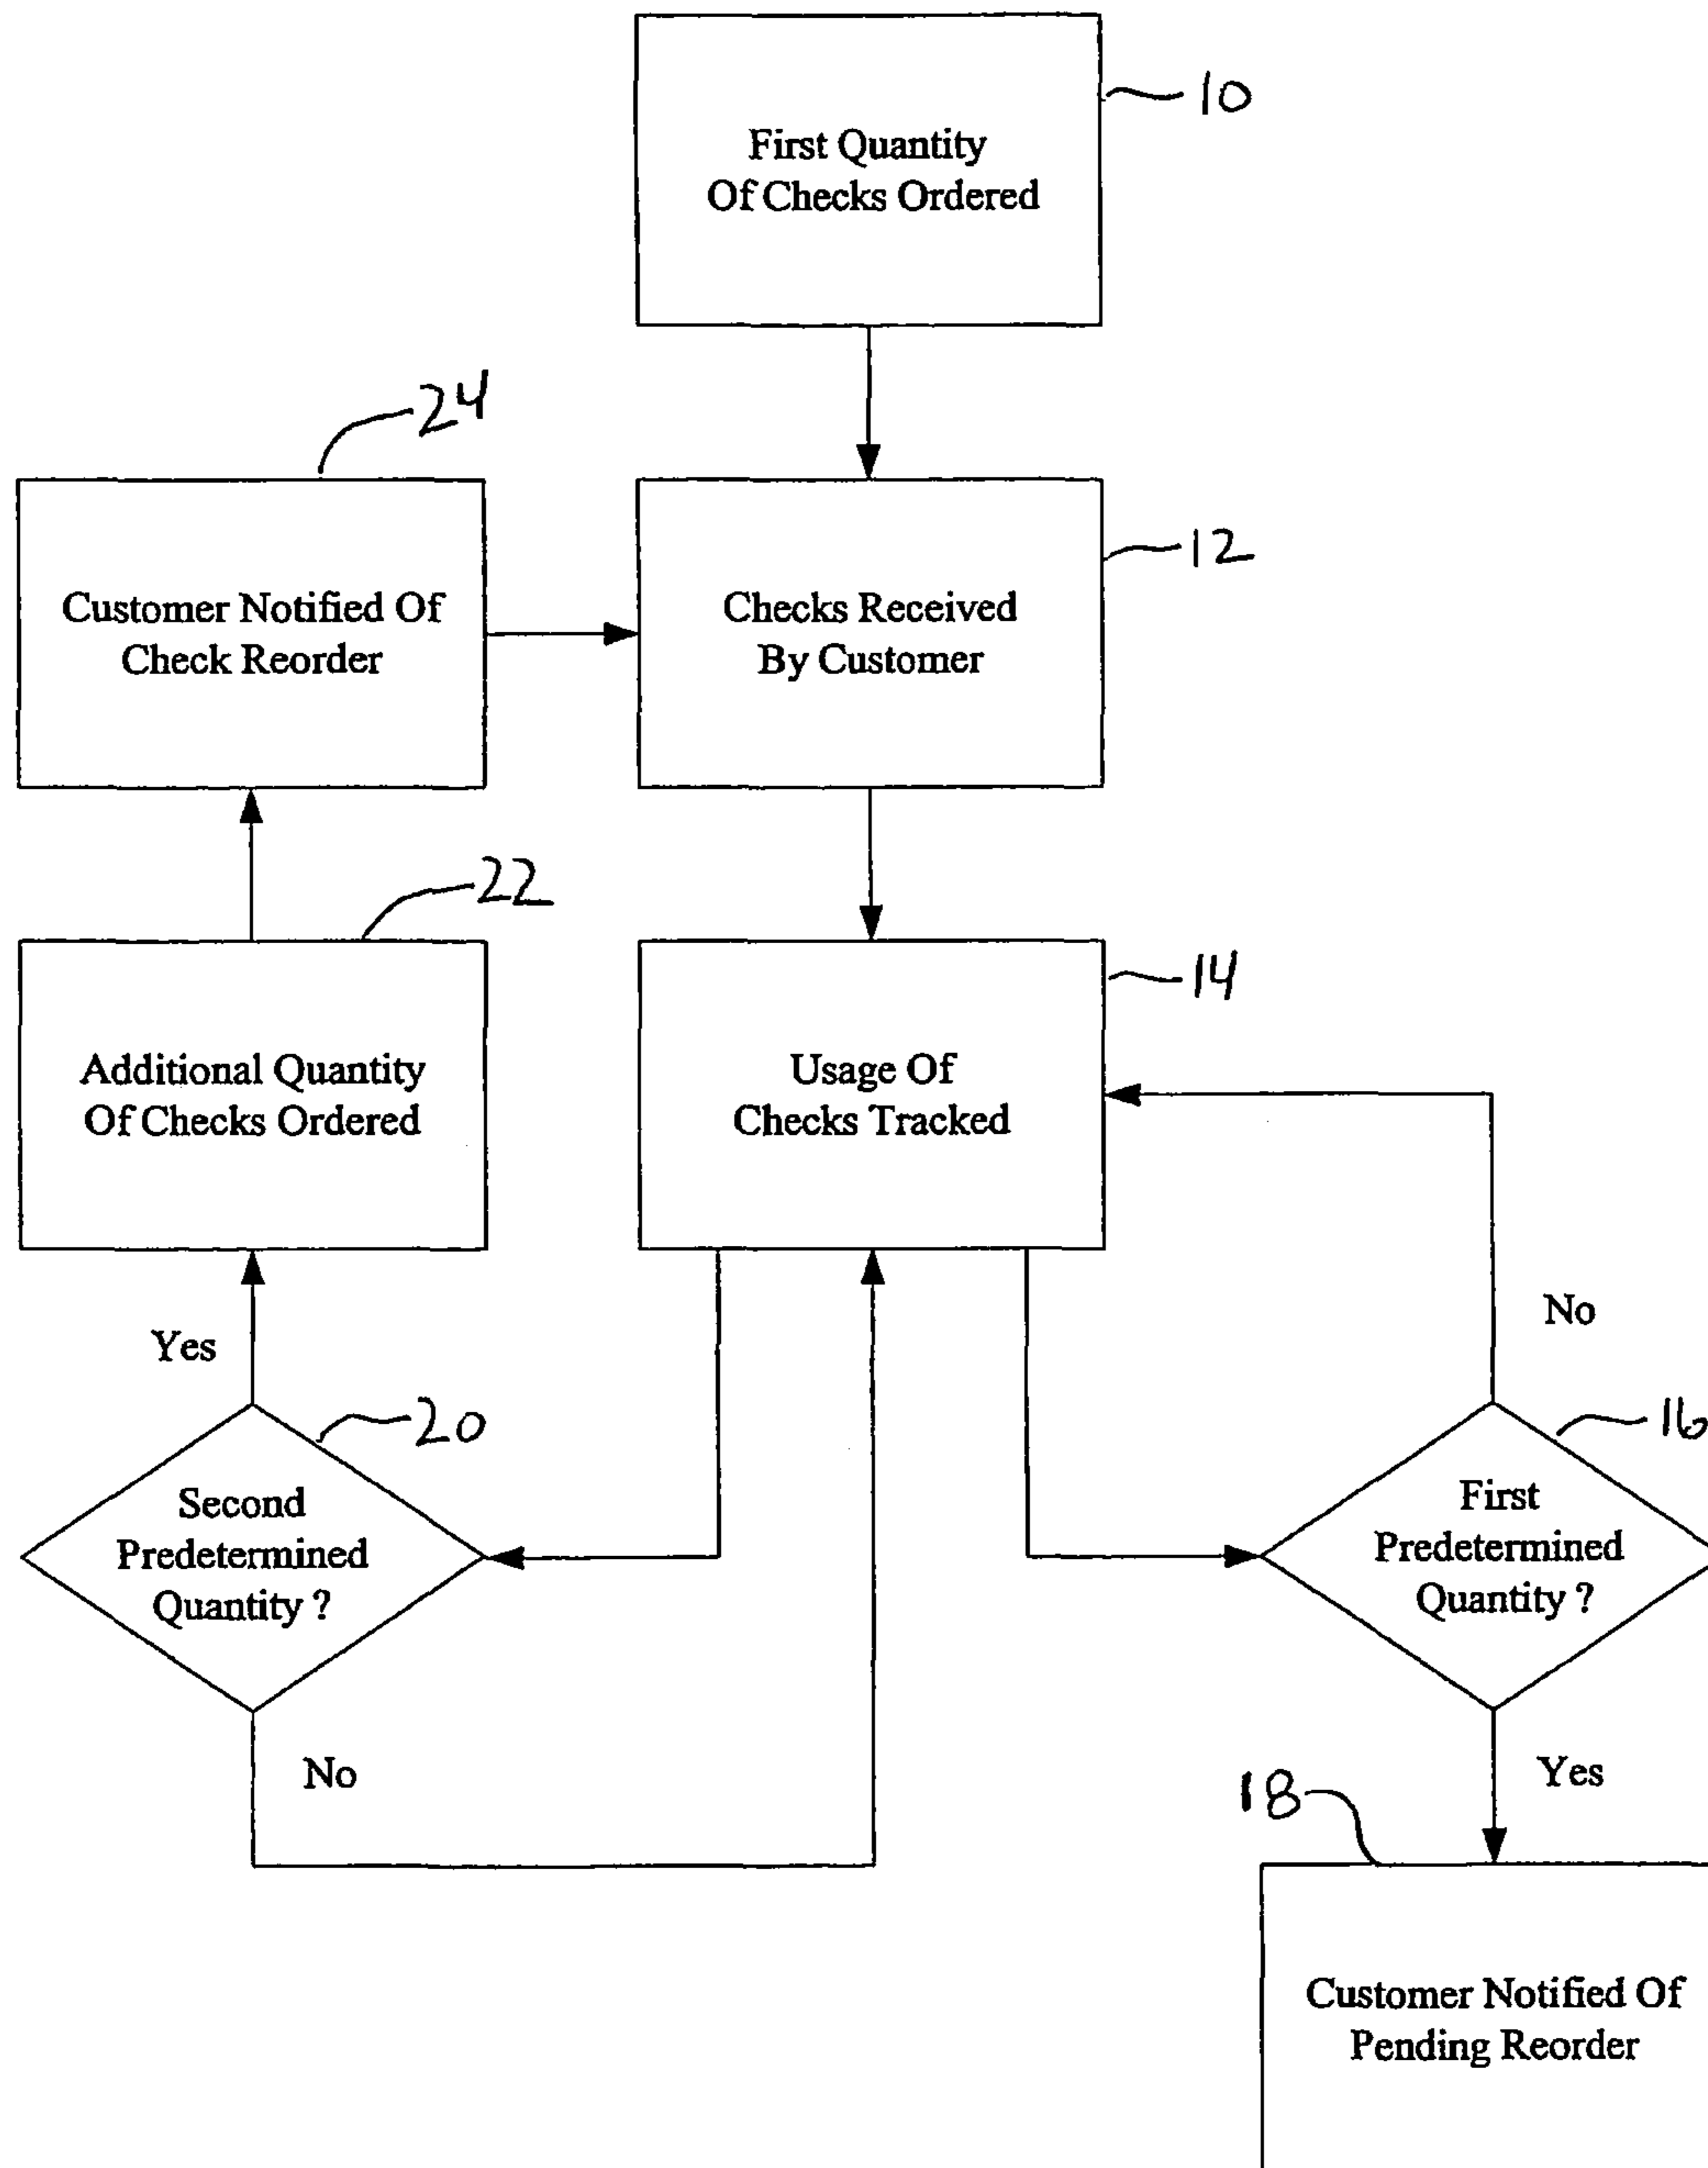 10
First Quantity
Of Checks Ordered
24
12
Customer Notified Of
Check Reorder
Checks Received
By Customer
22
14
Additional Quantity
Of Checks Ordered
Usage Of
Checks Tracked
No
Yes
20
16
Second
Predetermined
Quantity ?
First
Predetermined
Quantity ?
No
Yes
18
Customer Notified Of
Pending Reorder